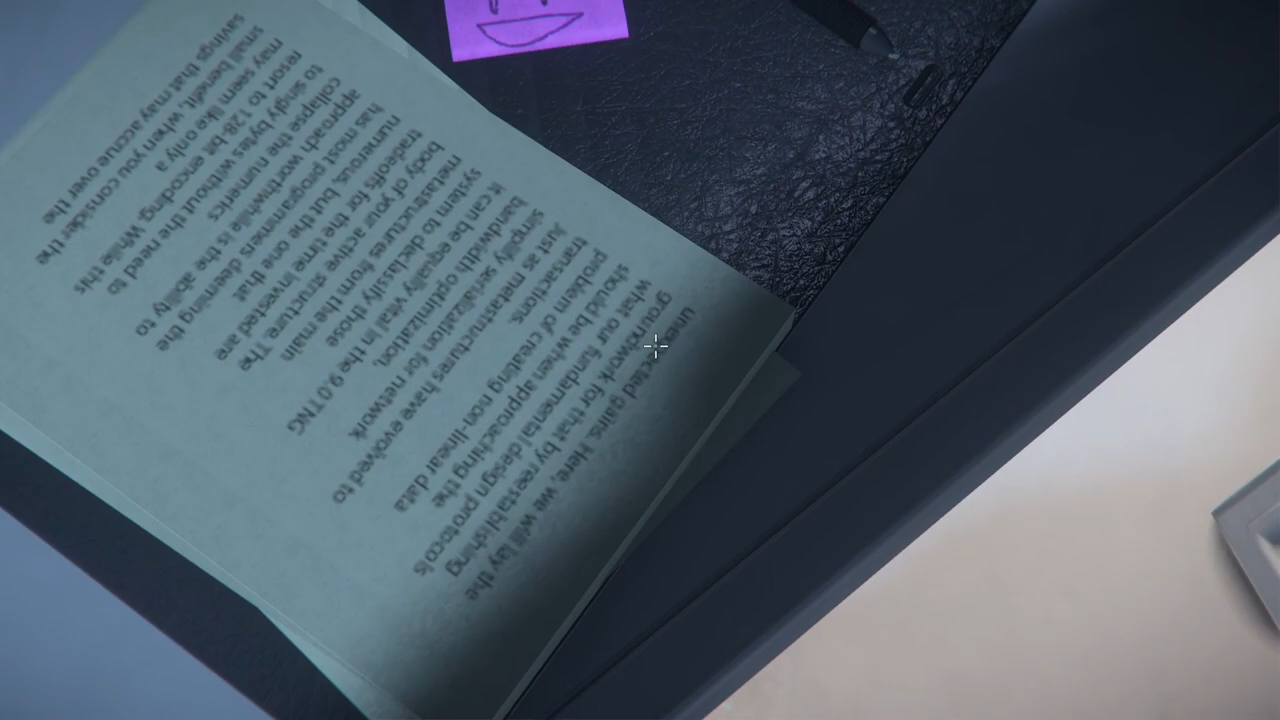 unexpected gains. Here, we will lay the
groundwork for that by reestablishing
what our fundamental design protocols
should be when approaching the
problem of creating non-linear data
transactions.
Just as metastructures have evolved to
simplify serialization for network
bandwidth optimization,
it can be equally vital in the 9.0 TNG
system to declassify those
metastructures from the main
body of your active structure. The
tradeoffs for the time invested are
numerous, but the one that
has most programmers deeming the
approach worthwhile is the ability to
collapse the numerics
to singly bytes without the need to
resort to 128-bit encoding. While this
may seem like only a
small benefit, when you consider the
savings that may accrue over the